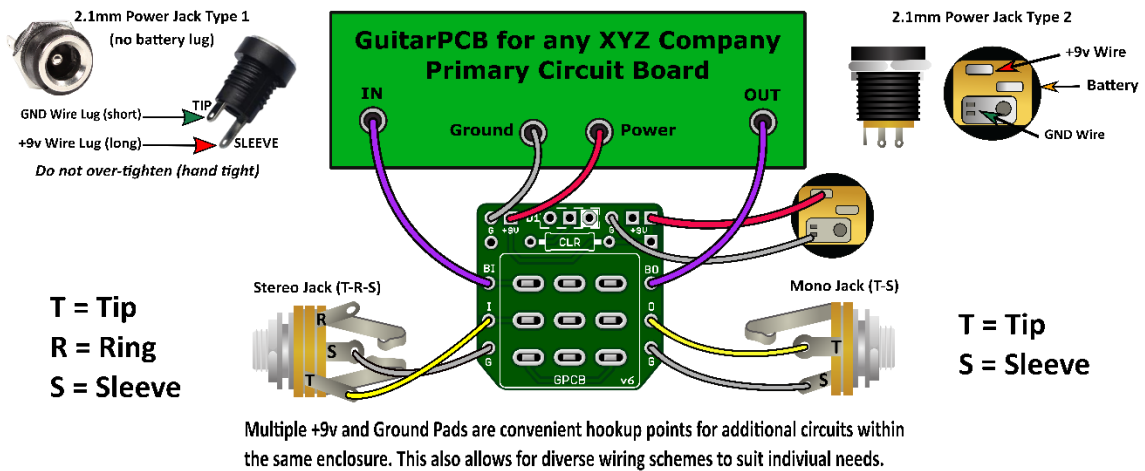 2.1mm Power Jack Type 1
(no battery lug)
TIP
GND Wire Lug (short)
+9v Wire Lug (long)
SLEEVE
Do not over-tighten (hand tight)
GuitarPCB for any XYZ Company
Primary Circuit Board
IN
OUT
Ground
Power
2.1mm Power Jack Type 2
+9v Wire
Battery
GND Wire
G
+9V
D1
G
+9V
CLR
BI
BO
I
O
G
G
GPCB
v6
Stereo Jack (T-R-S)
R
S
T
Mono Jack (T-S)
T
S
T = Tip
R = Ring
S = Sleeve
T = Tip
S = Sleeve
Multiple +9v and Ground Pads are convenient hookup points for additional circuits within
the same enclosure. This also allows for diverse wiring schemes to suit indiviual needs.